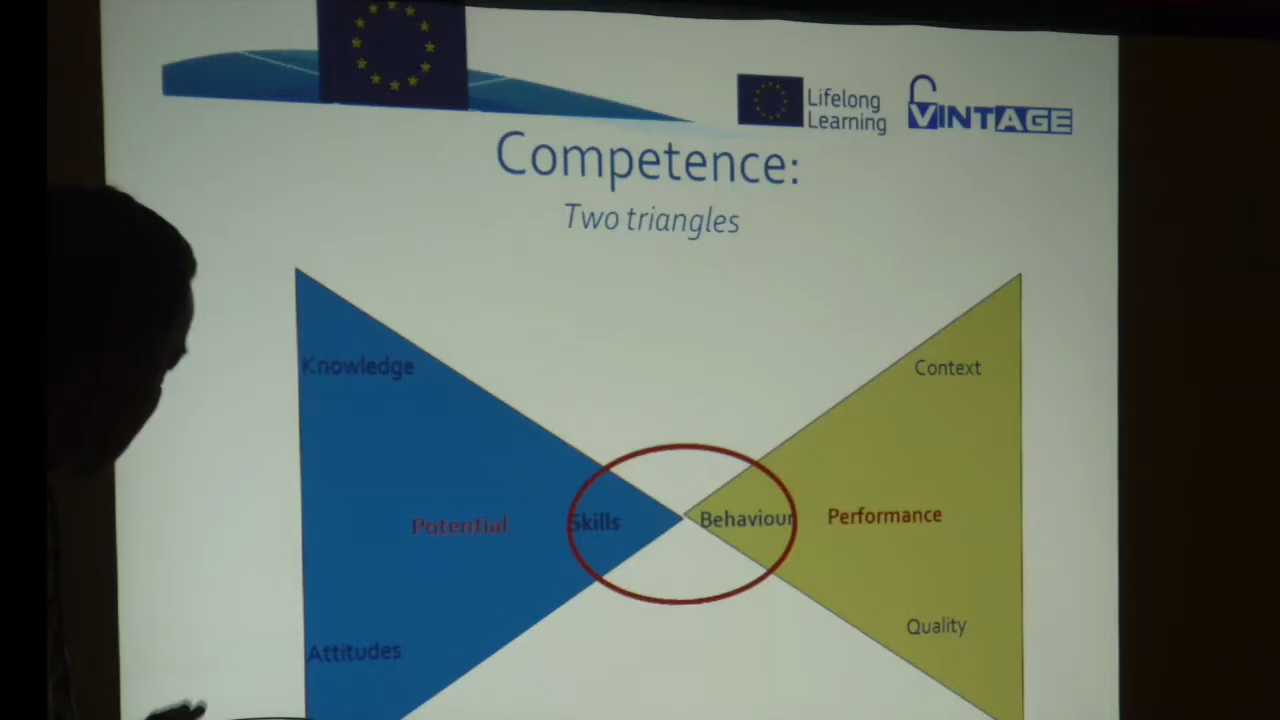 Lifelong
Learning
VINTAGE
Competence:
Two triangles
Knowledge
Context
Potential
Skills
Behaviour
Performance
Quality
Attitudes